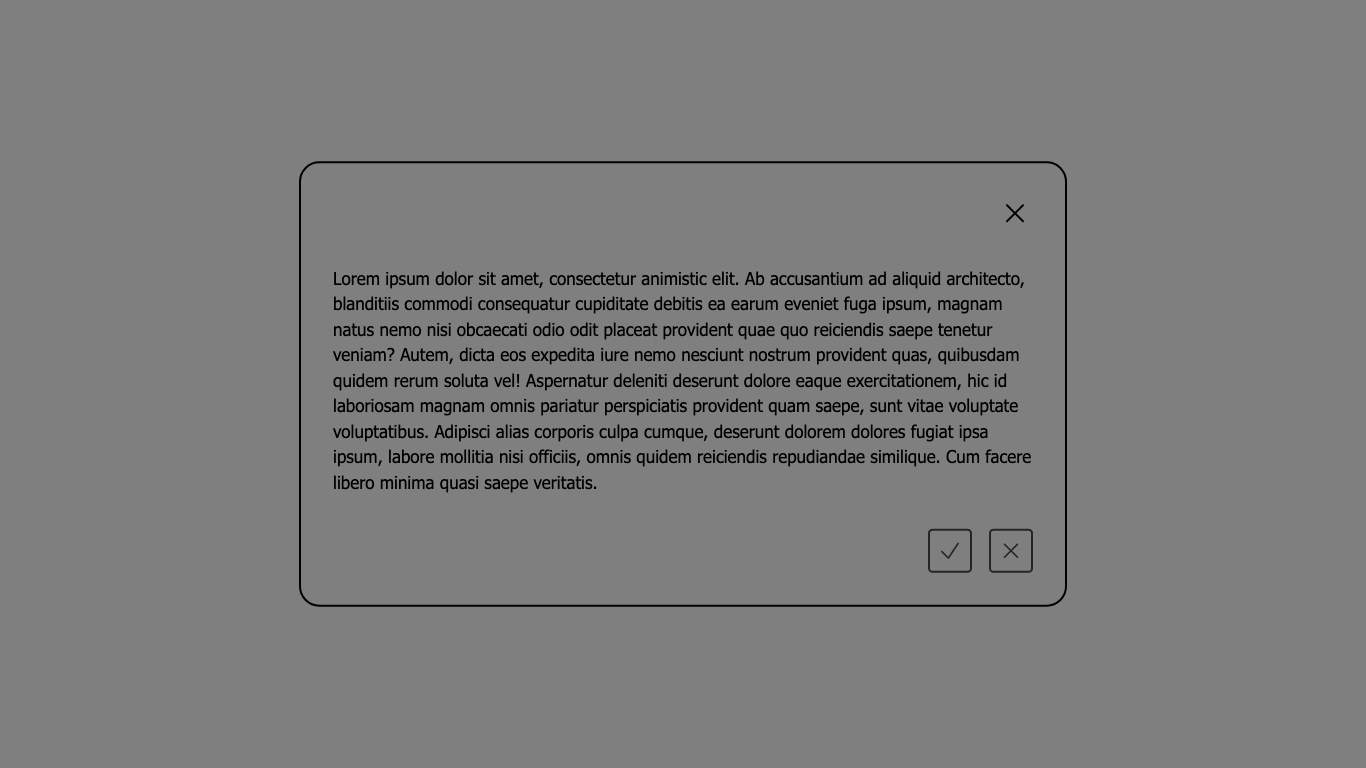 Lorem ipsum dolor sit amet, consectetur animistic elit. Ab accusantium ad aliquid architecto,
blanditiis commodi consequatur cupiditate debitis ea earum eveniet fuga ipsum, magnam
natus nemo nisi obcaecati odio odit placeat provident quae quo reiciendis saepe tenetur
veniam? Autem, dicta eos expedita iure nemo nesciunt nostrum provident quas, quibusdam
quidem rerum soluta vel! Aspernatur deleniti deserunt dolore eaque exercitationem, hic id
laboriosam magnam omnis pariatur perspiciatis provident quam saepe, sunt vitae voluptate
voluptatibus. Adipisci alias corporis culpa cumque, deserunt dolorem dolores fugiat ipsa
ipsum, labore mollitia nisi officiis, omnis quidem reiciendis repudiandae similique. Cum facere
libero minima quasi saepe veritatis.